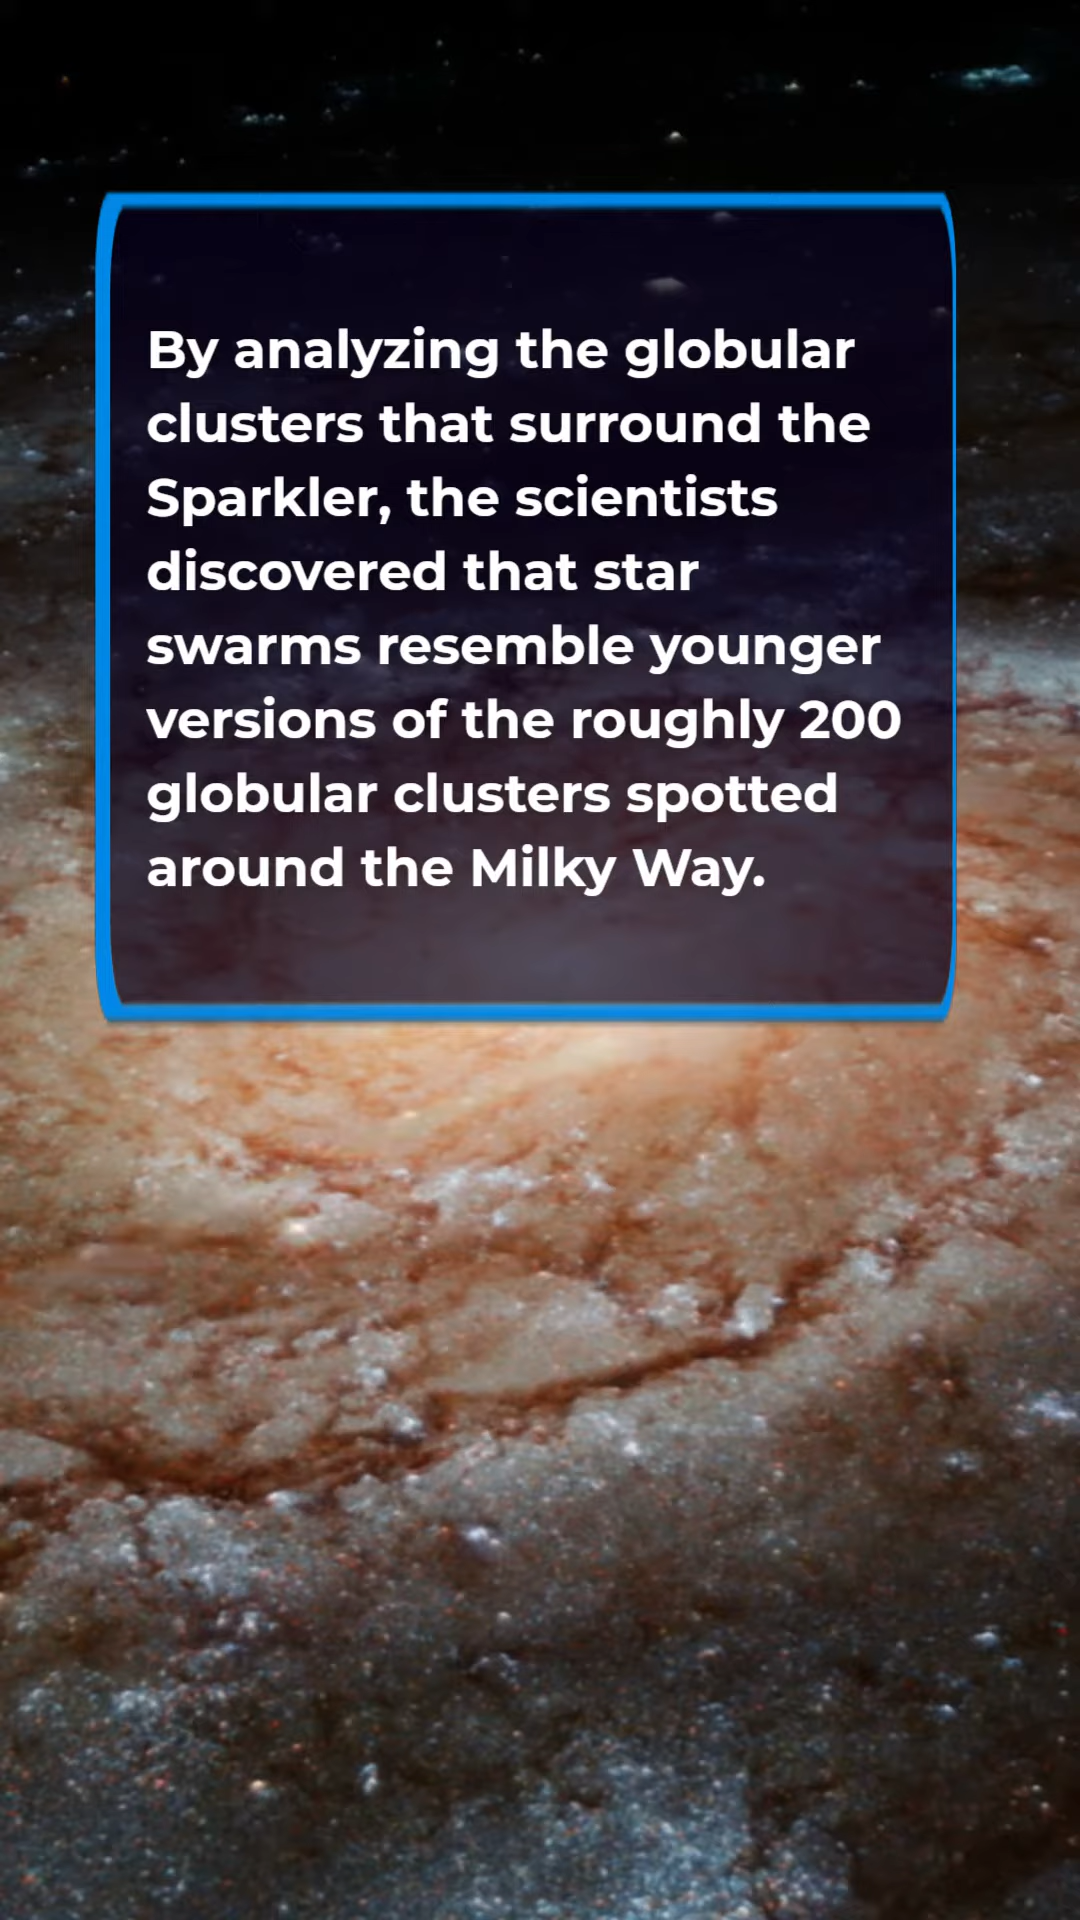 By analyzing the globular
clusters that surround the
Sparkler, the scientists
discovered that star
swarms resemble younger
versions of the roughly 200
globular clusters spotted
around the Milky Way.